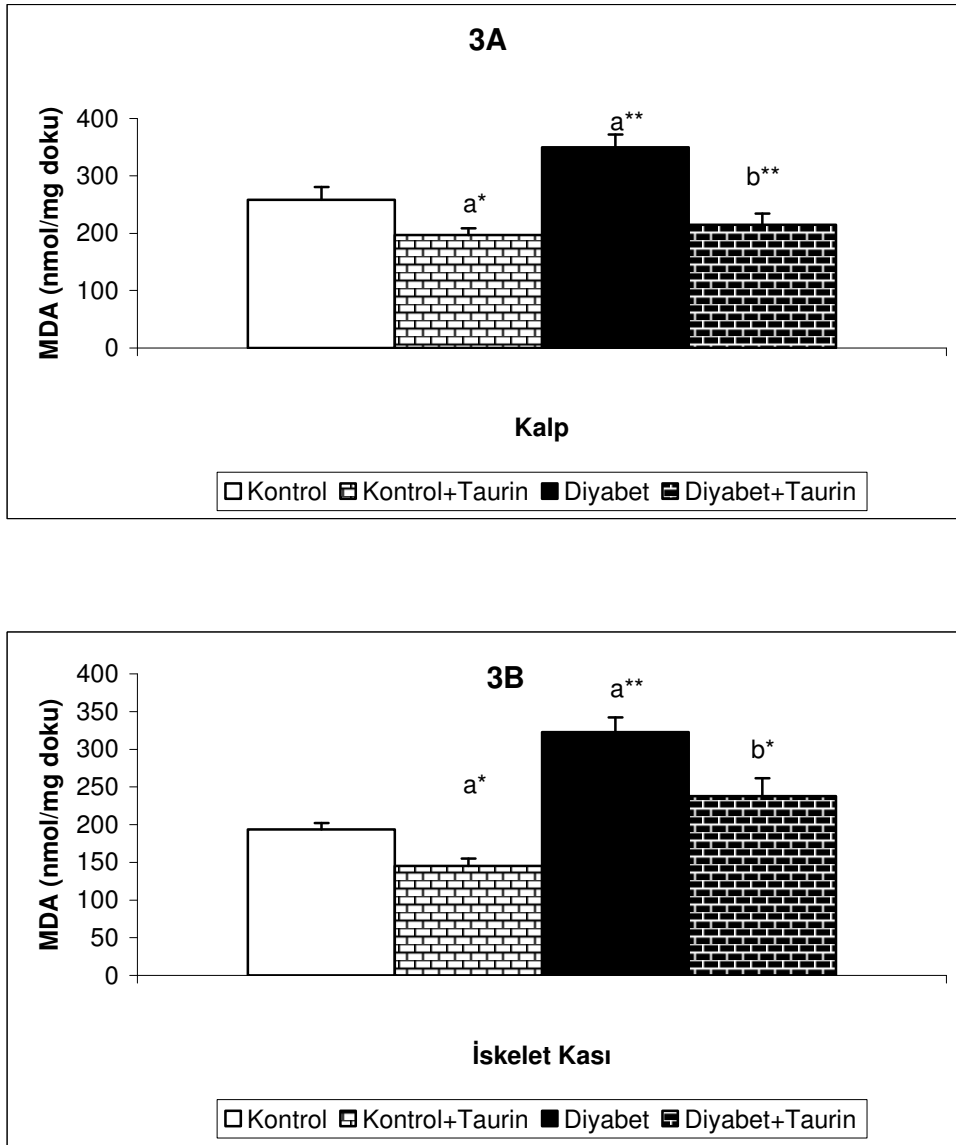 3A
MDA (nmol/mg doku)
400
300
200
100
0
a*
a**
b**
Kalp
Kontrol Kontrol+Taurin Diyabet Diyabet+Taurin
3B
MDA (nmol/mg doku)
400
350
300
250
200
150
100
50
0
a*
a**
b*
İskelet Kası
Kontrol Kontrol+Taurin Diyabet Diyabet+Taurin